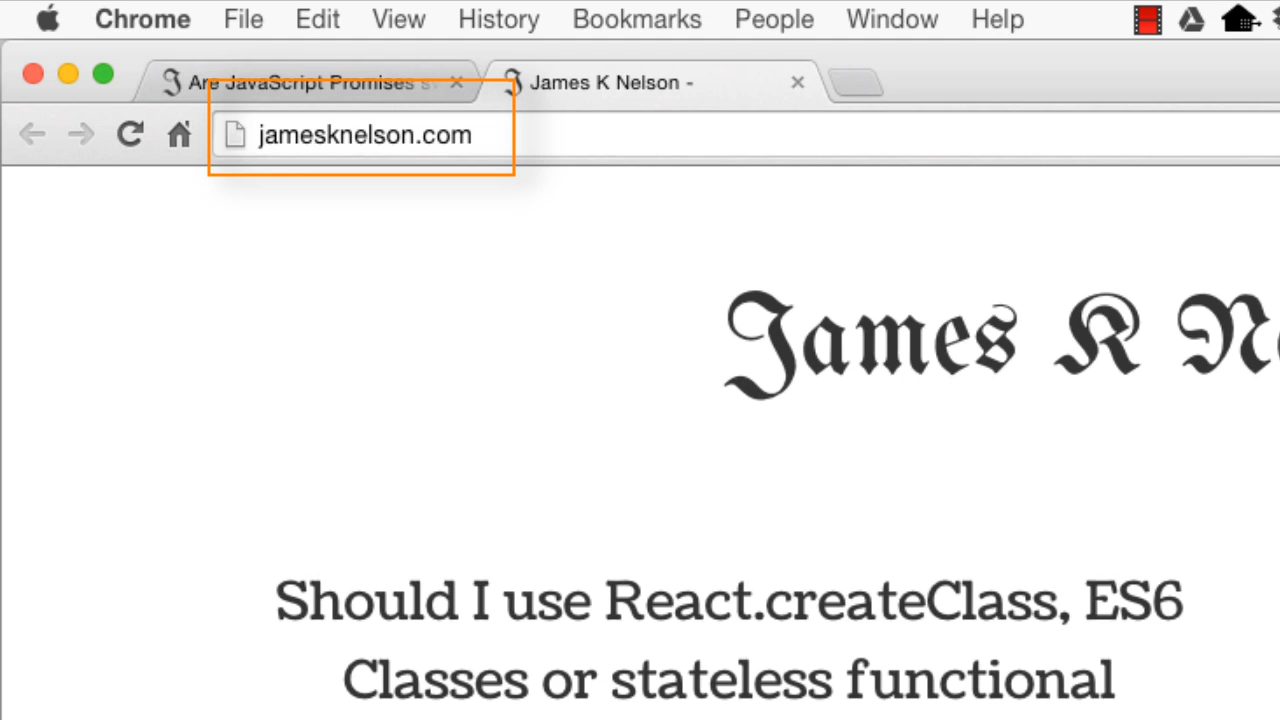 Chrome File Edit View History Bookmarks People Window Help
Are JavaScript Promises James K Nelson -
jamesknelson.com
James K
Should I use React.createClass, ES6
Classes or stateless functional